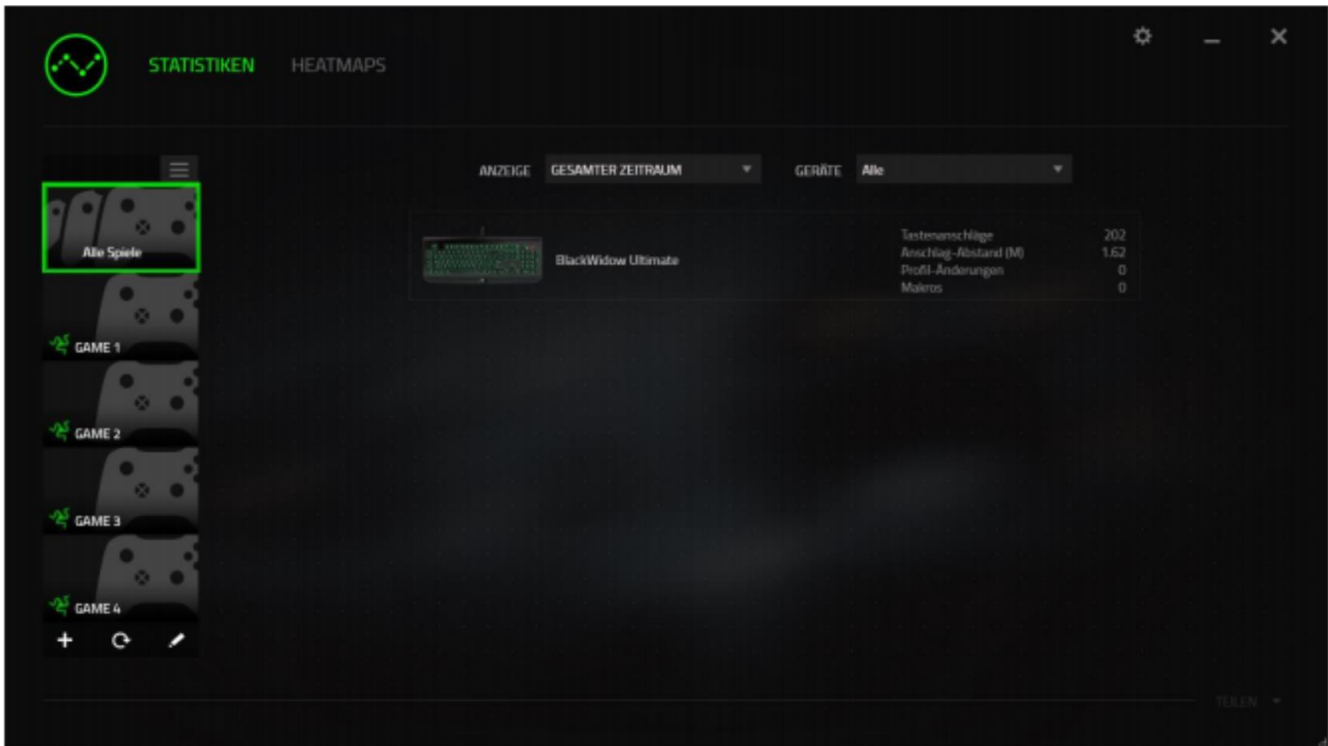 STATISTIKEN HEATMAPS
ANZEIGE GESAMTER ZEITRAUM GERÄTE Alle
Alle Spiele
BlackWidow Ultimate
Tastenanschläge 202
Anschlag-Abstand (M) 1.62
Profil-Änderungen 0
Makros 0
GAME 1
GAME 2
GAME 3
GAME 4
TEILEN